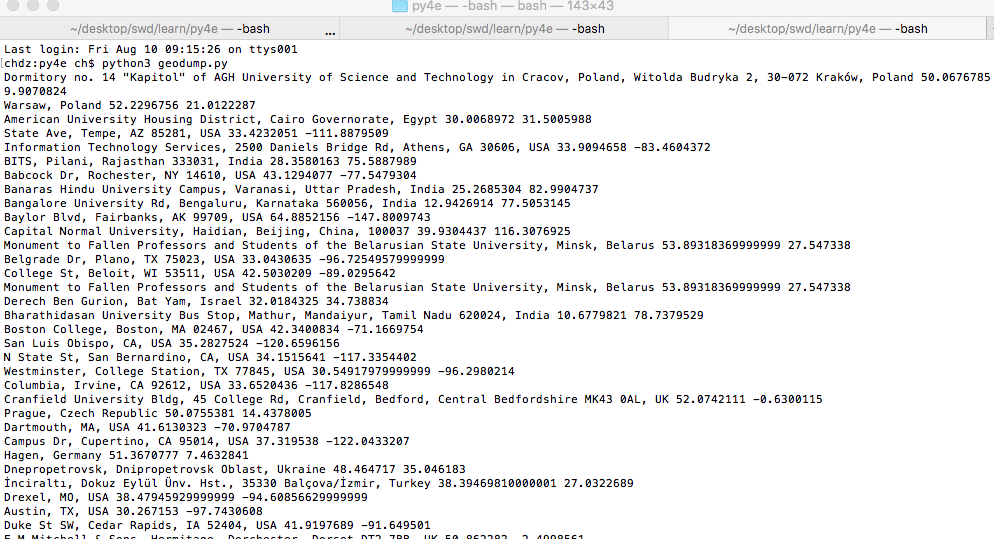 py4e — -bash — bash — 143×43
~/desktop/swd/learn/py4e — -bash ... ~/desktop/swd/learn/py4e — -bash ~/desktop/swd/learn/py4e — -bash
Last login: Fri Aug 10 09:15:26 on ttys001
[chdz:py4e ch$ python3 geodump.py
Dormitory no. 14 "Kapitol" of AGH University of Science and Technology in Cracov, Poland, Witolda Budryka 2, 30-072 Kraków, Poland 50.0676785
9.9070824
Warsaw, Poland 52.2296756 21.0122287
American University Housing District, Cairo Governorate, Egypt 30.0068972 31.5005988
State Ave, Tempe, AZ 85281, USA 33.4232051 -111.8879509
Information Technology Services, 2500 Daniels Bridge Rd, Athens, GA 30606, USA 33.9094658 -83.4604372
BITS, Pilani, Rajasthan 333031, India 28.3580163 75.5887989
Babcock Dr, Rochester, NY 14610, USA 43.1294077 -77.5479304
Banaras Hindu University Campus, Varanasi, Uttar Pradesh, India 25.2685304 82.9904737
Bangalore University Rd, Bengaluru, Karnataka 560056, India 12.9426914 77.5053145
Baylor Blvd, Fairbanks, AK 99709, USA 64.8852156 -147.8009743
Capital Normal University, Haidian, Beijing, China, 100037 39.9304437 116.3076925
Monument to Fallen Professors and Students of the Belarusian State University, Minsk, Belarus 53.89318369999999 27.547338
Belgrade Dr, Plano, TX 75023, USA 33.0430635 -96.72549579999999
College St, Beloit, WI 53511, USA 42.5030209 -89.0295642
Monument to Fallen Professors and Students of the Belarusian State University, Minsk, Belarus 53.89318369999999 27.547338
Derech Ben Gurion, Bat Yam, Israel 32.0184325 34.738834
Bharathidasan University Bus Stop, Mathur, Mandaiyur, Tamil Nadu 620024, India 10.6779821 78.7379529
Boston College, Boston, MA 02467, USA 42.3400834 -71.1669754
San Luis Obispo, CA, USA 35.2827524 -120.6596156
N State St, San Bernardino, CA, USA 34.1515641 -117.3354402
Westminster, College Station, TX 77845, USA 30.54917979999999 -96.2980214
Columbia, Irvine, CA 92612, USA 33.6520436 -117.8286548
Cranfield University Bldg, 45 College Rd, Cranfield, Bedford, Central Bedfordshire MK43 0AL, UK 52.0742111 -0.6300115
Prague, Czech Republic 50.0755381 14.4378005
Dartmouth, MA, USA 41.6130323 -70.9704787
Campus Dr, Cupertino, CA 95014, USA 37.319538 -122.0433207
Hagen, Germany 51.3670777 7.4632841
Dnepropetrovsk, Dnipropetrovsk Oblast, Ukraine 48.464717 35.046183
İnciraltı, Dokuz Eylül Ünv. Hst., 35330 Balçova/İzmir, Turkey 38.39469810000001 27.0322689
Drexel, MO, USA 38.47945929999999 -94.60856629999999
Austin, TX, USA 30.267153 -97.7430608
Duke St SW, Cedar Rapids, IA 52404, USA 41.9197689 -91.649501